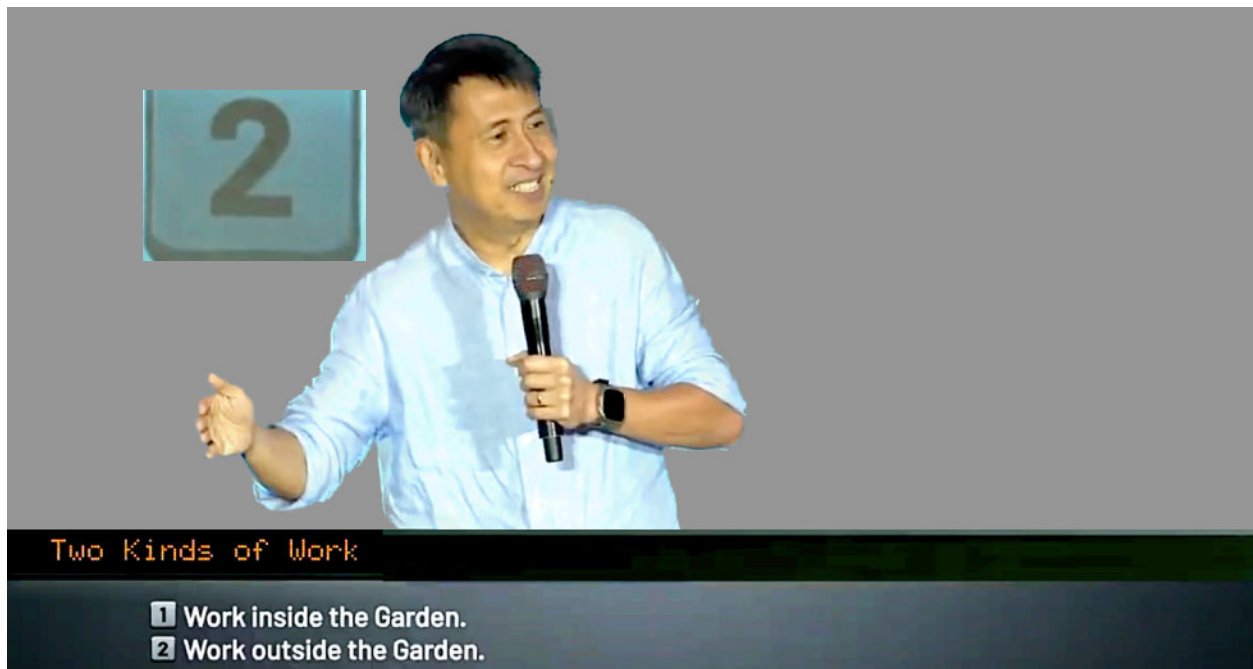 2
Two Kinds of Work
1 Work inside the Garden.
2 Work outside the Garden.